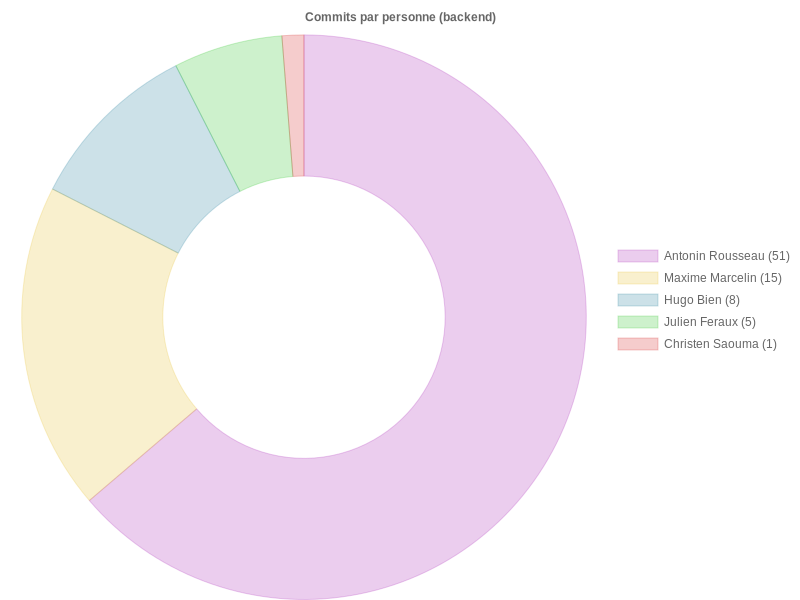 Commits par personne (backend)
Antonin Rousseau (51)
Maxime Marcelin (15)
Hugo Bien (8)
Julien Feraux (5)
Christen Saouma (1)